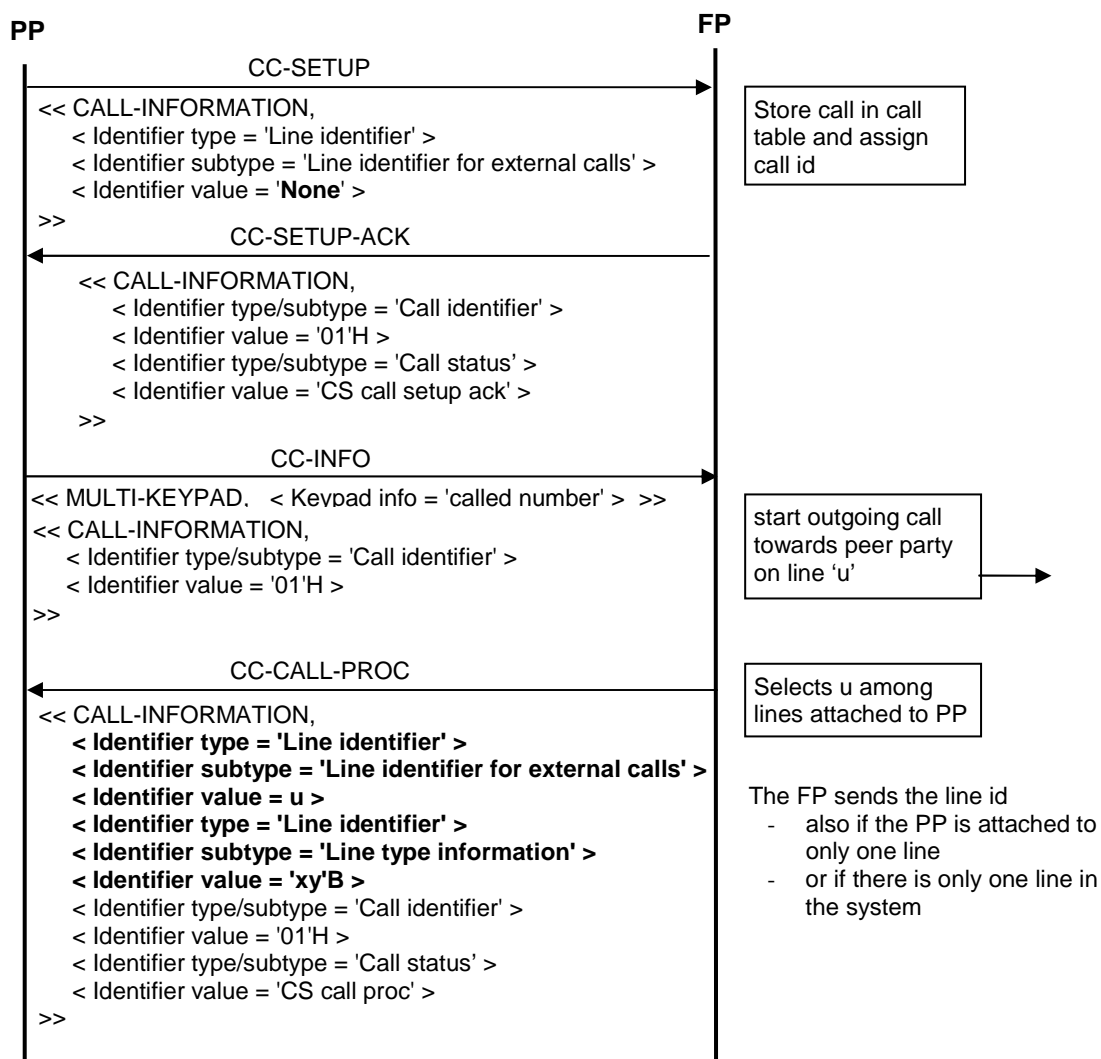 PP
FP
CC-SETUP
<< CALL-INFORMATION,
< Identifier type = 'Line identifier' >
< Identifier subtype = 'Line identifier for external calls' >
< Identifier value = 'None' >
>>
Store call in call
table and assign
call id
CC-SETUP-ACK
<< CALL-INFORMATION,
< Identifier type/subtype = 'Call identifier' >
< Identifier value = '01'H >
< Identifier type/subtype = 'Call status’ >
< Identifier value = 'CS call setup ack' >
>>
CC-INFO
<< MULTI-KEYPAD, < Keypad info = 'called number' > >>
<< CALL-INFORMATION,
< Identifier type/subtype = 'Call identifier' >
< Identifier value = '01'H >
>>
start outgoing call
towards peer party
on line ‘u’
CC-CALL-PROC
<< CALL-INFORMATION,
< Identifier type = 'Line identifier' >
< Identifier subtype = 'Line identifier for external calls' >
< Identifier value = u >
< Identifier type = 'Line identifier' >
< Identifier subtype = 'Line type information' >
< Identifier value = 'xy'B >
< Identifier type/subtype = 'Call identifier' >
< Identifier value = '01'H >
< Identifier type/subtype = 'Call status’ >
< Identifier value = 'CS call proc' >
>>
Selects u among
lines attached to PP
The FP sends the line id
- also if the PP is attached to
only one line
- or if there is only one line in
the system